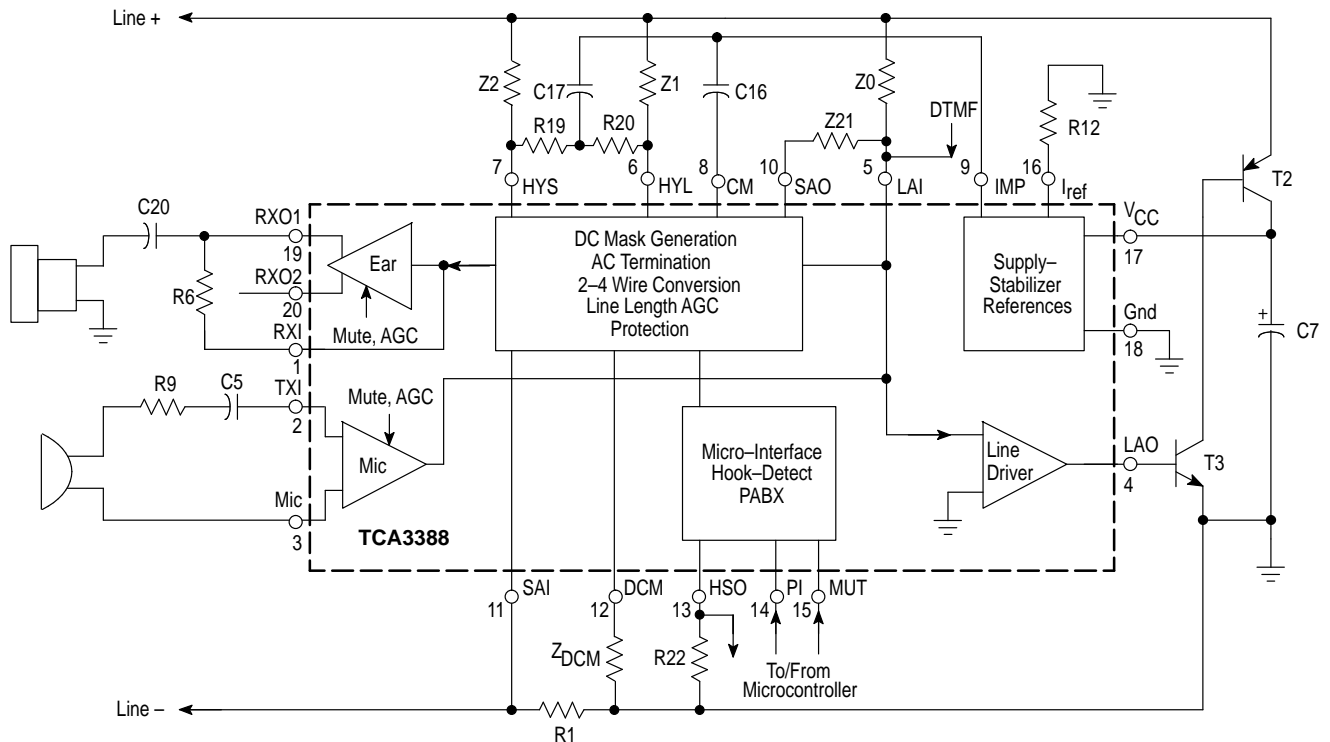 Line +
Z2
C17
Z1
C16
Z0
R19
R20
Z21
DTMF
R12
7
HYS
6
HYL
8
CM
10
SAO
5
LAI
9
IMP
16
Iref
T2
C20
RXO1
19
RXO2
20
R6
RXI
1
Ear
Mute, AGC
DC Mask Generation
AC Termination
2–4 Wire Conversion
Line Length AGC
Protection
Supply–
Stabilizer
References
VCC
17
Gnd
18
C7
+
R9
C5
TXI
2
Mute, AGC
Mic
Mic
3
TCA3388
Micro–Interface
Hook–Detect
PABX
Line
Driver
LAO
4
T3
SAI
11
DCM
12
HSO
13
PI
14
MUT
15
ZDCM
R22
To/From
Microcontroller
Line –
R1